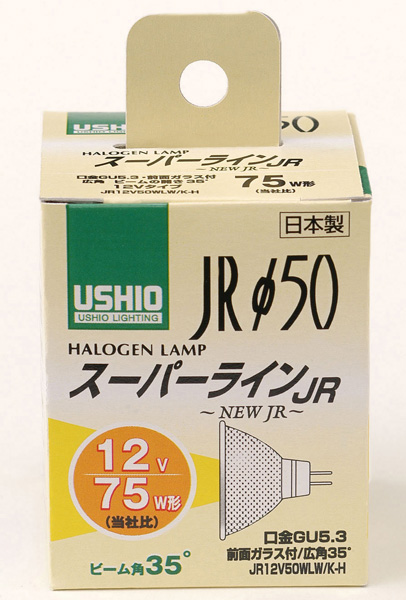 JRφ50
HALOGEN LAMP
スーパーラインJR
～NEW JR～
口金GU5.3・前面ガラス付
広角 ビームの開き35°
12Vタイプ
JR12V50WLW/K-H
75W形
(当社比)
日本製
USHIO
USHIO LIGHTING
JRφ50
HALOGEN LAMP
スーパーラインJR
～NEW JR～
12V
75W形
(当社比)
ビーム角35°
口金GU5.3
前面ガラス付/広角35°
JR12V50WLW/K-H